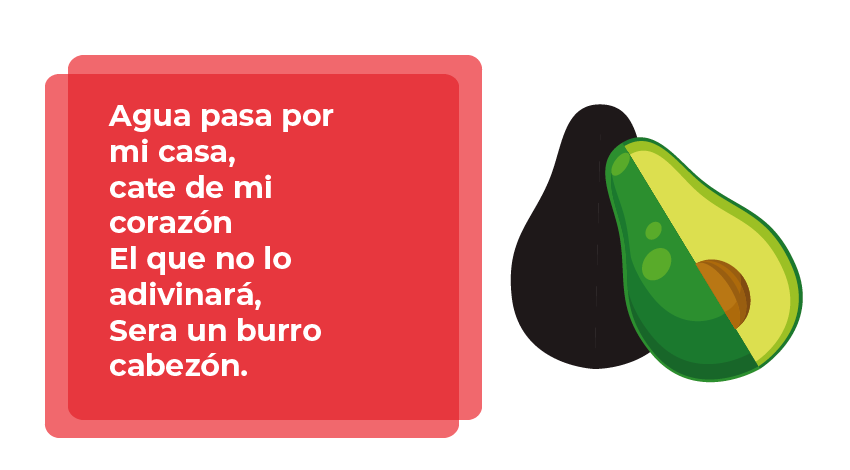 Agua pasa por
mi casa,
cate de mi
corazón
El que no lo
adivinará,
Sera un burro
cabezón.